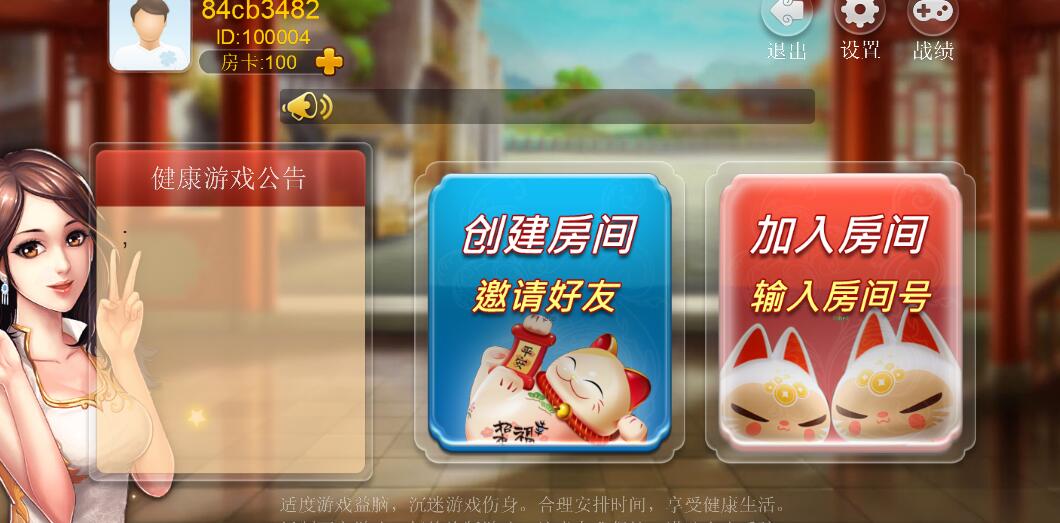 84cb3482
ID:100004
房卡:100
退出
设置
战绩
健康游戏公告
;
创建房间
邀请好友
加入房间
输入房间号
平安
适度游戏益脑，沉迷游戏伤身。合理安排时间，享受健康生活。